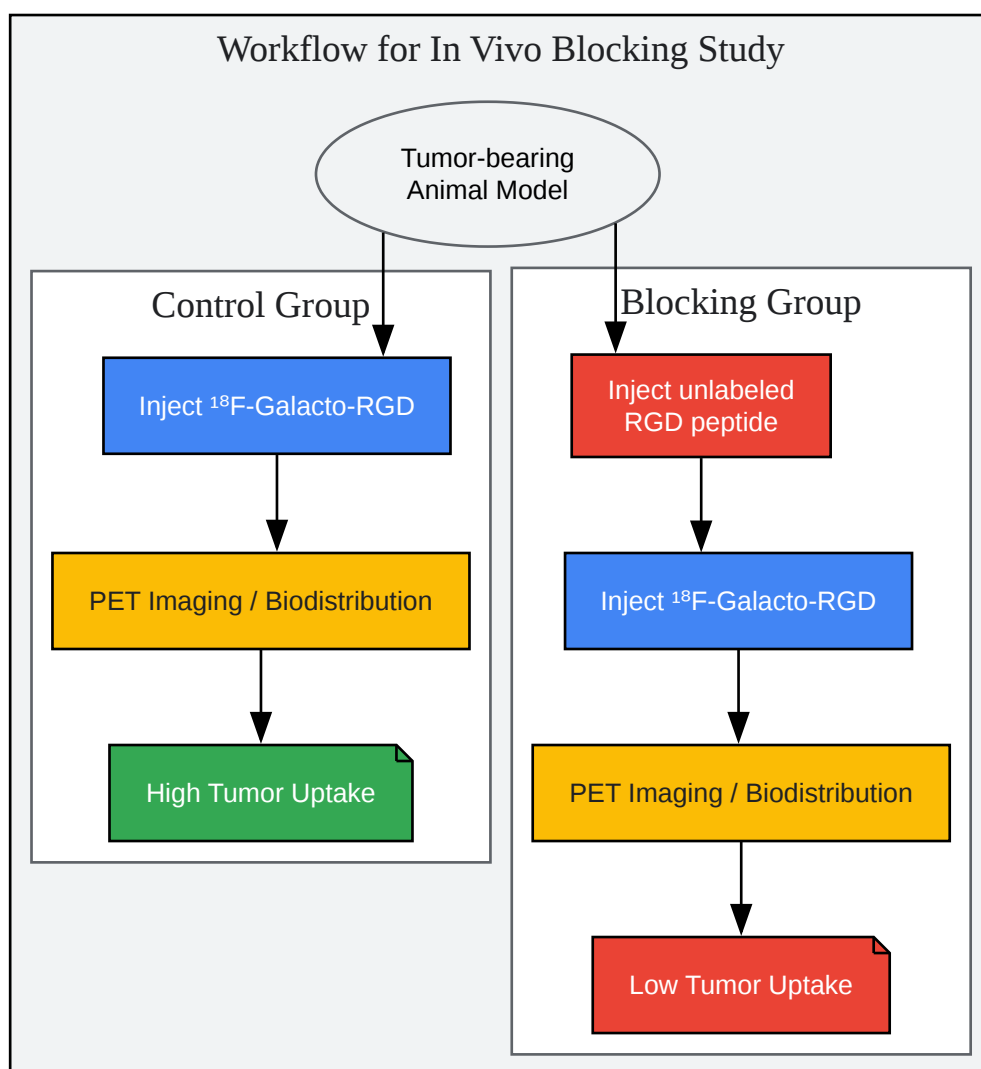 Workflow for In Vivo Blocking Study
Tumor-bearing
Animal Model
Control Group
Inject ¹⁸F-Galacto-RGD
PET Imaging / Biodistribution
High Tumor Uptake
Blocking Group
Inject unlabeled
RGD peptide
Inject ¹⁸F-Galacto-RGD
PET Imaging / Biodistribution
Low Tumor Uptake